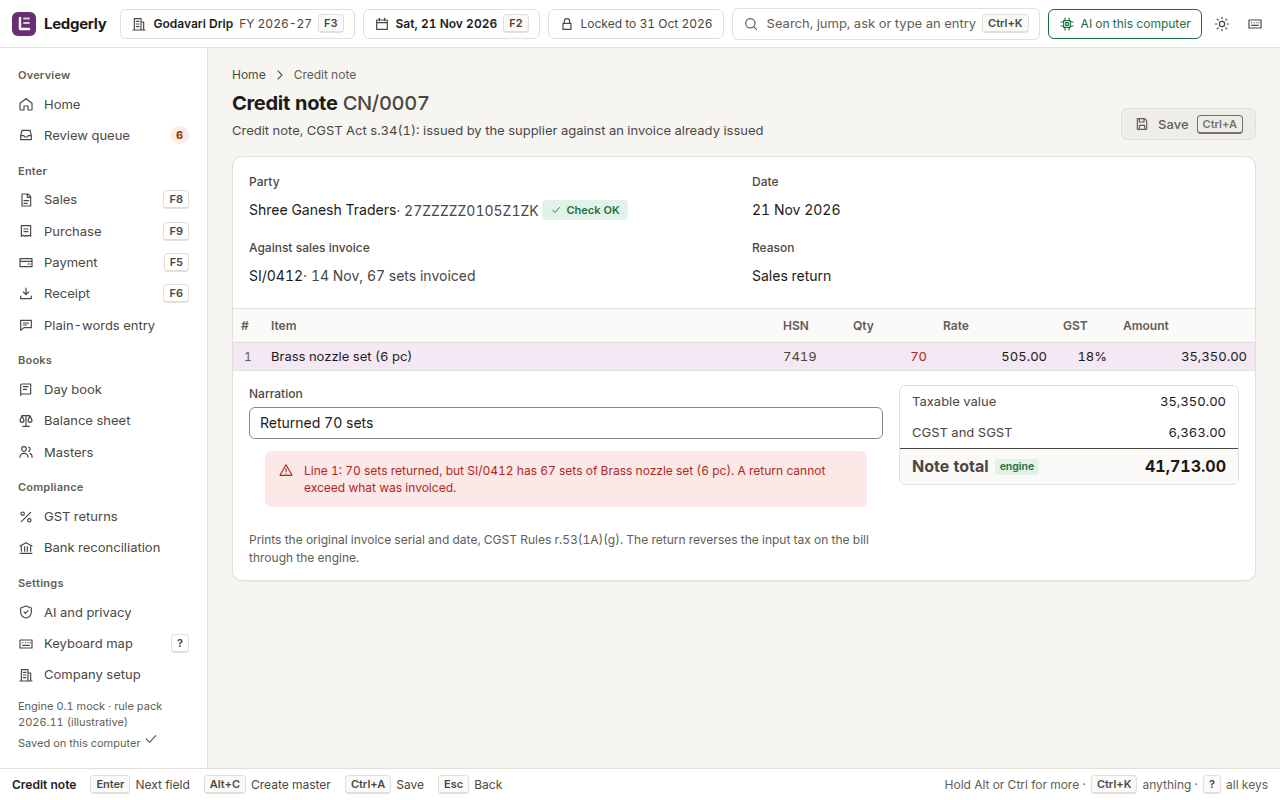 Ledgerly
Godavari Drip FY 2026-27 F3
Sat, 21 Nov 2026 F2
Locked to 31 Oct 2026
Search, jump, ask or type an entry Ctrl+K
AI on this computer
Overview
Home
Review queue 6
Enter
Sales F8
Purchase F9
Payment F5
Receipt F6
Plain-words entry
Books
Day book
Balance sheet
Masters
Compliance
GST returns
Bank reconciliation
Settings
AI and privacy
Keyboard map ?
Company setup
Engine 0.1 mock · rule pack
2026.11 (illustrative)
Saved on this computer
Home > Credit note
Credit note CN/0007
Credit note, CGST Act s.34(1): issued by the supplier against an invoice already issued
Save Ctrl+A
Party
Shree Ganesh Traders · 27ZZZZZ0105Z1ZK Check OK
Date
21 Nov 2026
Against sales invoice
SI/0412 · 14 Nov, 67 sets invoiced
Reason
Sales return
# Item HSN Qty Rate GST Amount
1 Brass nozzle set (6 pc) 7419 70 505.00 18% 35,350.00
Narration
Returned 70 sets
Line 1: 70 sets returned, but SI/0412 has 67 sets of Brass nozzle set (6 pc). A return cannot
exceed what was invoiced.
Prints the original invoice serial and date, CGST Rules r.53(1A)(g). The return reverses the input tax on the bill
through the engine.
Taxable value 35,350.00
CGST and SGST 6,363.00
Note total engine 41,713.00
Credit note Enter Next field Alt+C Create master Ctrl+A Save Esc Back
Hold Alt or Ctrl for more · Ctrl+K anything · ? all keys